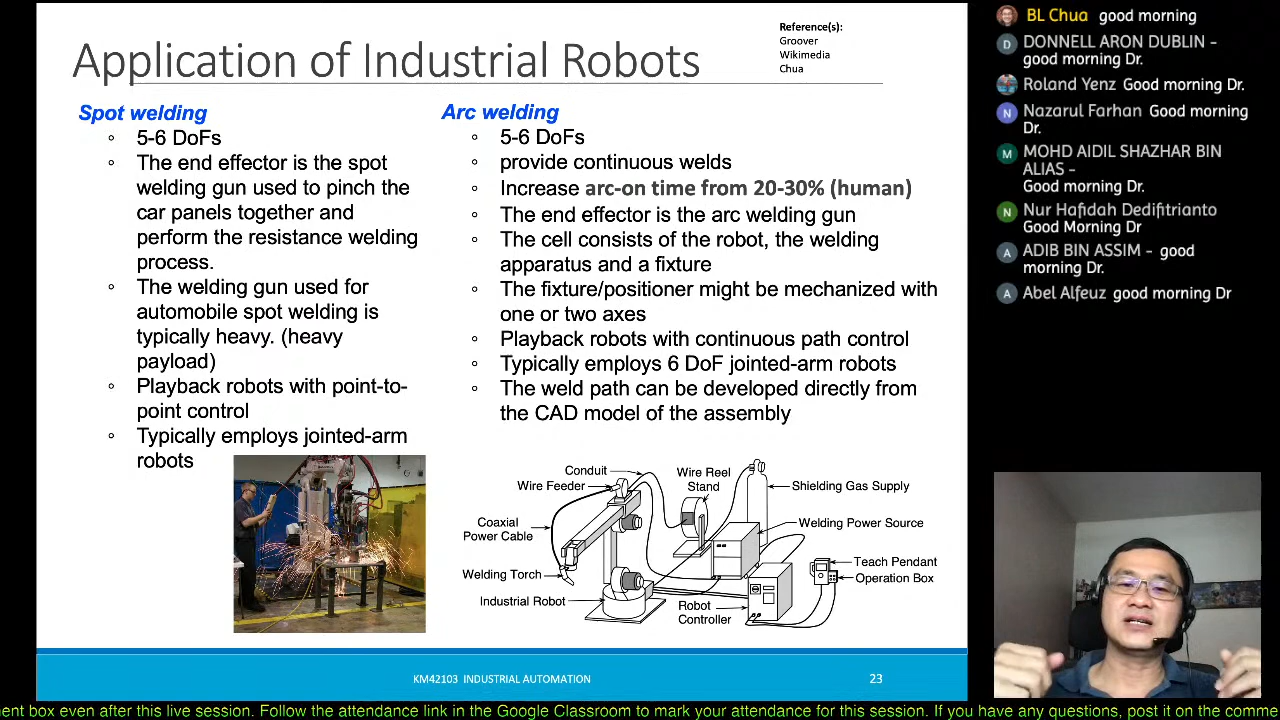 Application of Industrial Robots
Reference(s):
Groover
Wikimedia
Chua
Spot welding
◦ 5-6 DoFs
◦ The end effector is the spot
welding gun used to pinch the
car panels together and
perform the resistance welding
process.
◦ The welding gun used for
automobile spot welding is
typically heavy. (heavy
payload)
◦ Playback robots with point-to-
point control
◦ Typically employs jointed-arm
robots
Arc welding
◦ 5-6 DoFs
◦ provide continuous welds
◦ Increase arc-on time from 20-30% (human)
◦ The end effector is the arc welding gun
◦ The cell consists of the robot, the welding
apparatus and a fixture
◦ The fixture/positioner might be mechanized with
one or two axes
◦ Playback robots with continuous path control
◦ Typically employs 6 DoF jointed-arm robots
◦ The weld path can be developed directly from
the CAD model of the assembly
Conduit
Wire Feeder
Coaxial
Power Cable
Welding Torch
Industrial Robot
Wire Reel
Stand
Shielding Gas Supply
Welding Power Source
Teach Pendant
Operation Box
Robot
Controller
KM42103 INDUSTRIAL AUTOMATION
23
BL Chua good morning
D DONNELL ARON DUBLIN -
good morning Dr.
Roland Yenz Good morning Dr.
N Nazarul Farhan Good morning
Dr.
M MOHD AIDIL SHAZHAR BIN
ALIAS -
Good morning Dr.
N Nur Hafidah Dedifitrianto
Good Morning Dr
A ADIB BIN ASSIM - good
morning Dr.
A Abel Alfeuz good morning Dr
ent box even after this live session. Follow the attendance link in the Google Classroom to mark your attendance for this session. If you have any questions, post it on the comme